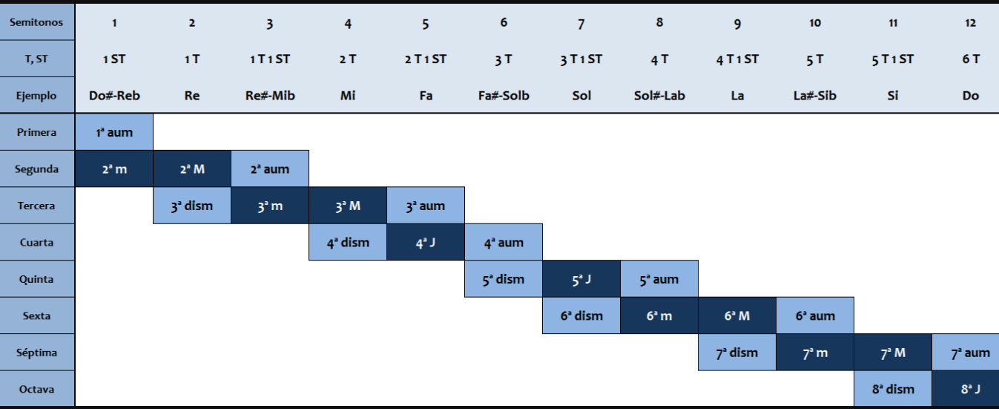 Semitonos 1 2 3 4 5 6 7 8 9 10 11 12
T, ST 1 ST 1 T 1 T 1 ST 2 T 2 T 1 ST 3 T 3 T 1 ST 4 T 4 T 1 ST 5 T 5 T 1 ST 6 T
Ejemplo Do#-Reb Re Re#-Mib Mi Fa Fa#-Solb Sol Sol#-Lab La La#-Sib Si Do
Primera 1ª aum
Segunda 2ª m 2ª M 2ª aum
Tercera 3ª dism 3ª m 3ª M 3ª aum
Cuarta 4ª dism 4ª J 4ª aum
Quinta 5ª dism 5ª J 5ª aum
Sexta 6ª dism 6ª m 6ª M 6ª aum
Séptima 7ª dism 7ª m 7ª M 7ª aum
Octava 8ª dism 8ª J